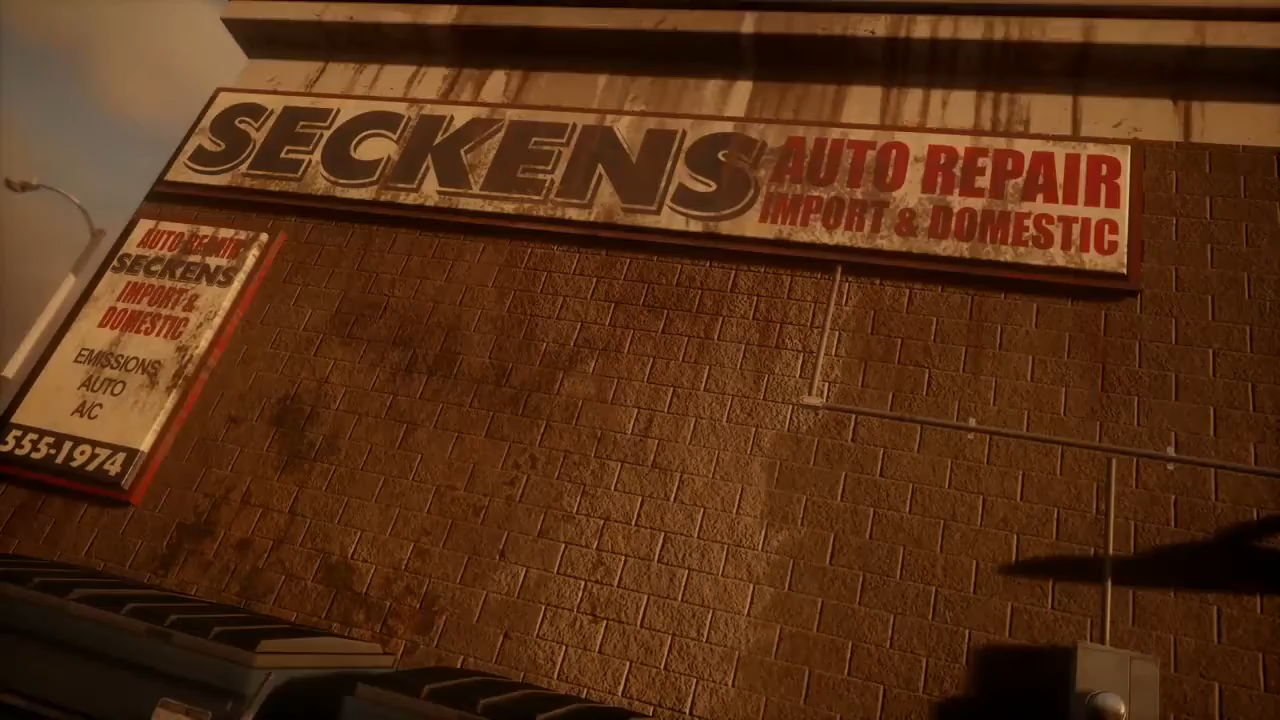 SECKENS
AUTO REPAIR
IMPORT & DOMESTIC
AUTO REPAIR
SECKENS
IMPORT &
DOMESTIC
EMISSIONS
AUTO
A/C
555-1974